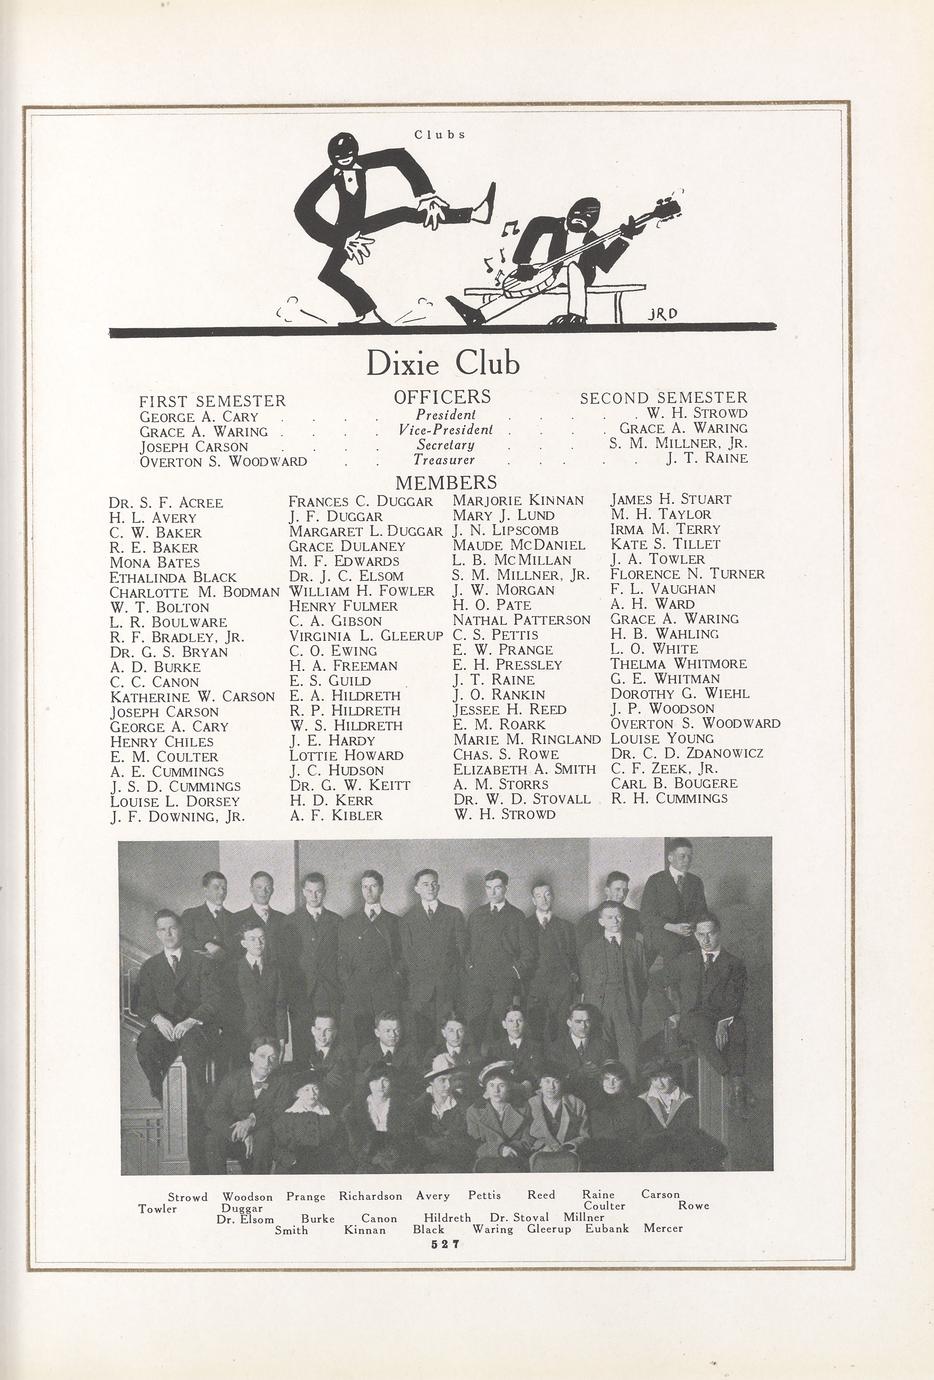 Clubs
JRD
Dixie Club
FIRST SEMESTER OFFICERS SECOND SEMESTER
GEORGE A. CARY . . . . President . . . . . W. H. STROWD
GRACE A. WARING . . . . Vice-President . . . . GRACE A. WARING
JOSEPH CARSON . . . . Secretary . . . . S. M. MILLNER, JR.
OVERTON S. WOODWARD . . Treasurer . . . . . J. T. RAINE
MEMBERS
DR. S. F. ACREE
H. L. AVERY
C. W. BAKER
R. E. BAKER
MONA BATES
ETHALINDA BLACK
CHARLOTTE M. BODMAN
W. T. BOLTON
L. R. BOULWARE
R. F. BRADLEY, JR.
DR. G. S. BRYAN
A. D. BURKE
C. C. CANON
KATHERINE W. CARSON
JOSEPH CARSON
GEORGE A. CARY
HENRY CHILES
E. M. COULTER
A. E. CUMMINGS
J. S. D. CUMMINGS
LOUISE L. DORSEY
J. F. DOWNING, JR.
FRANCES C. DUGGAR
J. F. DUGGAR
MARGARET L. DUGGAR
GRACE DULANEY
M. F. EDWARDS
DR. J. C. ELSOM
WILLIAM H. FOWLER
HENRY FULMER
C. A. GIBSON
VIRGINIA L. GLEERUP
C. O. EWING
H. A. FREEMAN
E. S. GUILD
E. A. HILDRETH
R. P. HILDRETH
W. S. HILDRETH
J. E. HARDY
LOTTIE HOWARD
J. C. HUDSON
DR. G. W. KEITT
H. D. KERR
A. F. KIBLER
MARJORIE KINNAN
MARY J. LUND
J. N. LIPSCOMB
MAUDE MCDANIEL
L. B. MCMILLAN
S. M. MILLNER, JR.
J. W. MORGAN
H. O. PATE
NATHAL PATTERSON
C. S. PETTIS
E. W. PRANGE
E. H. PRESSLEY
J. T. RAINE
J. O. RANKIN
JESSEE H. REED
E. M. ROARK
MARIE M. RINGLAND
CHAS. S. ROWE
ELIZABETH A. SMITH
A. M. STORRS
DR. W. D. STOVALL
W. H. STROWD
JAMES H. STUART
M. H. TAYLOR
IRMA M. TERRY
KATE S. TILLET
J. A. TOWLER
FLORENCE N. TURNER
F. L. VAUGHAN
A. H. WARD
GRACE A. WARING
H. B. WAHLING
L. O. WHITE
THELMA WHITMORE
G. E. WHITMAN
DOROTHY G. WIEHL
J. P. WOODSON
OVERTON S. WOODWARD
LOUISE YOUNG
DR. C. D. ZDANOWICZ
C. F. ZEEK, JR.
CARL B. BOUGERE
R. H. CUMMINGS
Strowd Woodson Prange Richardson Avery Pettis Reed Raine Carson
Towler Duggar Coulter Rowe
Dr. Elsom Burke Canon Hildreth Dr. Stoval Millner
Smith Kinnan Black Waring Gleerup Eubank Mercer
527